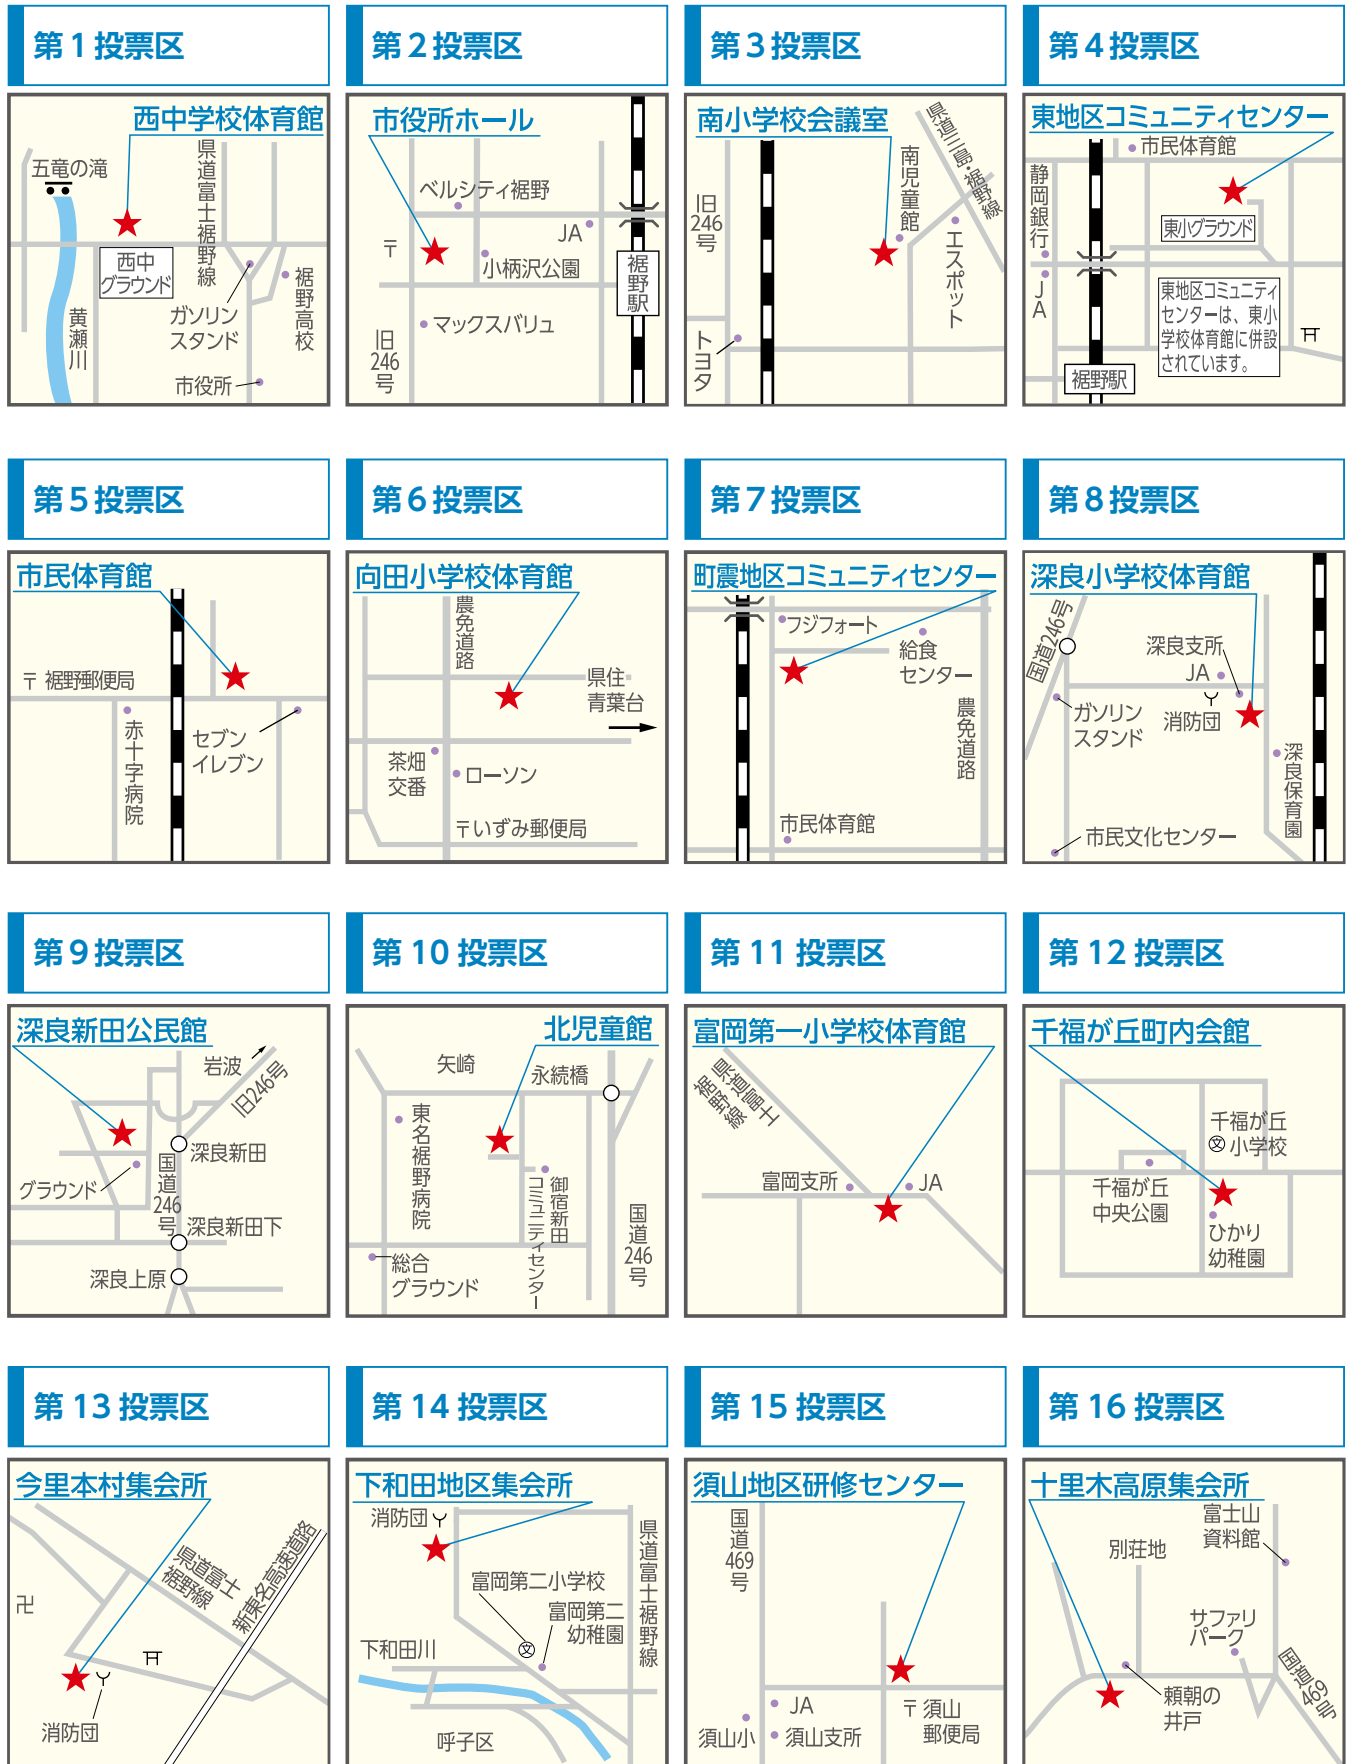 第1投票区
西中学校体育館
五竜の滝
県道富士裾野線
西中
グラウンド
ガソリン
スタンド
裾野高校
黄瀬川
市役所
第2投票区
市役所ホール
ベルシティ裾野
JA
〒
小柄沢公園
裾野駅
マックスバリュ
旧
246
号
第3投票区
南小学校会議室
県道三島・裾野線
南児童館
旧
246
号
エスポット
トヨタ
第4投票区
東地区コミュニティセンター
市民体育館
静岡銀行
東小グラウンド
JA
東地区コミュニティ
センターは、東小
学校体育館に併設
されています。
裾野駅
第5投票区
市民体育館
〒 裾野郵便局
赤十字病院
セブン
イレブン
第6投票区
向田小学校体育館
農免道路
県住
青葉台
茶畑
交番
ローソン
〒いずみ郵便局
第7投票区
町震地区コミュニティセンター
フジフォート
給食
センター
農免道路
市民体育館
第8投票区
深良小学校体育館
国道246号
深良支所
JA
ガソリン
スタンド
消防団
深良保育園
市民文化センター
第9投票区
深良新田公民館
岩波
旧246号
深良新田
グラウンド
国道
246
号
深良新田下
深良上原
第10投票区
北児童館
矢崎
永続橋
東名裾野病院
御宿新田
コミュニティセンター
国道
246
号
総合
グラウンド
第11投票区
富岡第一小学校体育館
県道富士
裾野線
富岡支所
JA
第12投票区
千福が丘町内会館
千福が丘
文 小学校
千福が丘
中央公園
ひかり
幼稚園
第13投票区
今里本村集会所
県道富士
裾野線
新東名高速道路
卍
消防団
第14投票区
下和田地区集会所
消防団
県道富士裾野線
富岡第二小学校
富岡第二
幼稚園
文
下和田川
呼子区
第15投票区
須山地区研修センター
国道
469
号
JA
〒須山
郵便局
須山小
須山支所
第16投票区
十里木高原集会所
富士山
資料館
別荘地
サファリ
パーク
国道469号
頼朝の
井戸